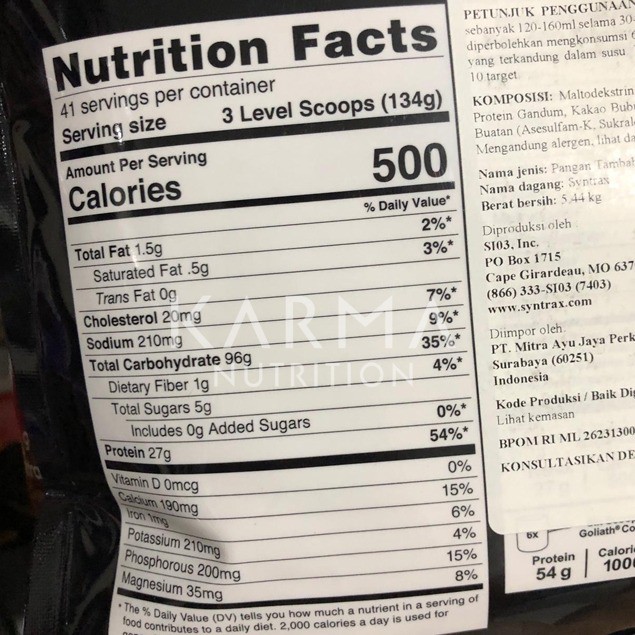 Nutrition Facts
41 servings per container
Serving size 3 Level Scoops (134g)
Amount Per Serving
Calories 500
% Daily Value*
Total Fat 1.5g 2%*
Saturated Fat .5g 3%*
Trans Fat 0g
Cholesterol 20mg 7%*
Sodium 210mg 9%*
Total Carbohydrate 96g 35%*
Dietary Fiber 1g 4%*
Total Sugars 5g
Includes 0g Added Sugars 0%*
Protein 27g 54%*
Vitamin D 0mcg 0%
Calcium 190mg 15%
Iron 1mg 6%
Potassium 210mg 4%
Phosphorous 200mg 15%
Magnesium 35mg 8%
* The % Daily Value (DV) tells you how much a nutrient in a serving of
food contributes to a daily diet. 2,000 calories a day is used for
KARMA
NUTRITION
PETUNJUK PENGGUNAAN
sebanyak 120-160ml selama 30-
diperbolehkan mengkonsumsi
yang terkandung dalam susu.
10 target
KOMPOSISI: Maltodekstrin
Protein Gandum, Kakao Bub
Buatan (Asesulfam-K, Sukral
Mengandung alergen, lihat da
Nama jenis: Pangan Tambah
Nama dagang: Syntrax
Berat bersih: 5.44 kg
Diproduksi oleh
SI03, Inc.
PO Box 1715
Cape Girardeau, MO 637
(866) 333-SI03 (7403)
www.syntrax.com
Diimpor oleh:
PT. Mitra Ayu Jaya Perk
Surabaya (60251)
Indonesia
Kode Produksi / Baik Dig
Lihat kemasan
BPOM RI ML 26231300
KONSULTASIKAN DE
6x
Goliath® Co
Protein Calori
54 g 100